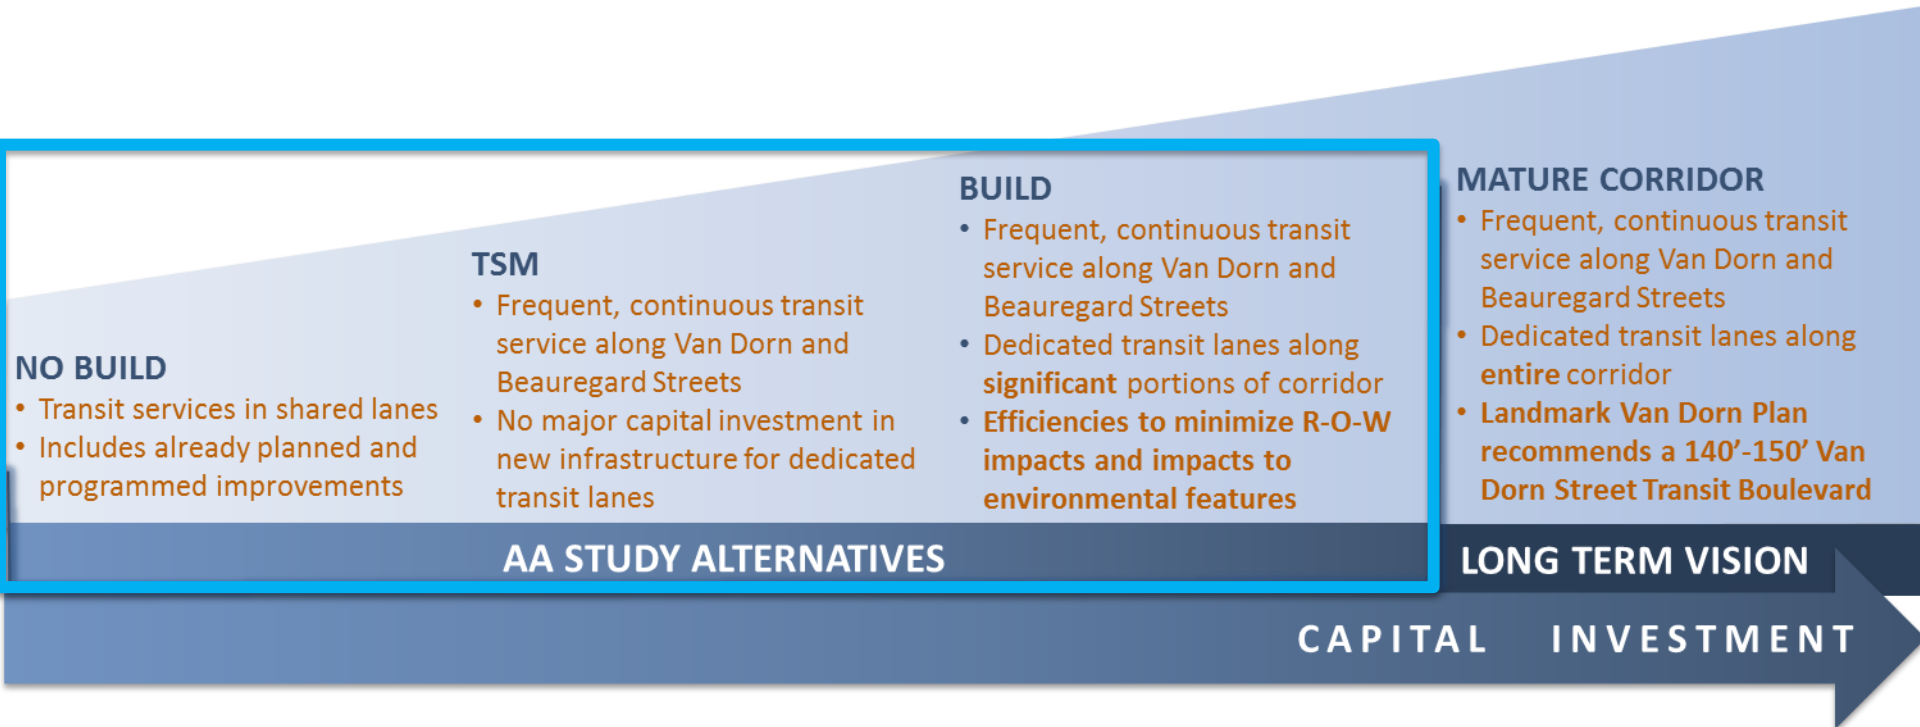 NO BUILD
• Transit services in shared lanes
• Includes already planned and
programmed improvements
TSM
• Frequent, continuous transit
service along Van Dorn and
Beauregard Streets
• No major capital investment in
new infrastructure for dedicated
transit lanes
BUILD
• Frequent, continuous transit
service along Van Dorn and
Beauregard Streets
• Dedicated transit lanes along
significant portions of corridor
• Efficiencies to minimize R-O-W
impacts and impacts to
environmental features
MATURE CORRIDOR
• Frequent, continuous transit
service along Van Dorn and
Beauregard Streets
• Dedicated transit lanes along
entire corridor
• Landmark Van Dorn Plan
recommends a 140’-150’ Van
Dorn Street Transit Boulevard
AA STUDY ALTERNATIVES
LONG TERM VISION
CAPITAL INVESTMENT